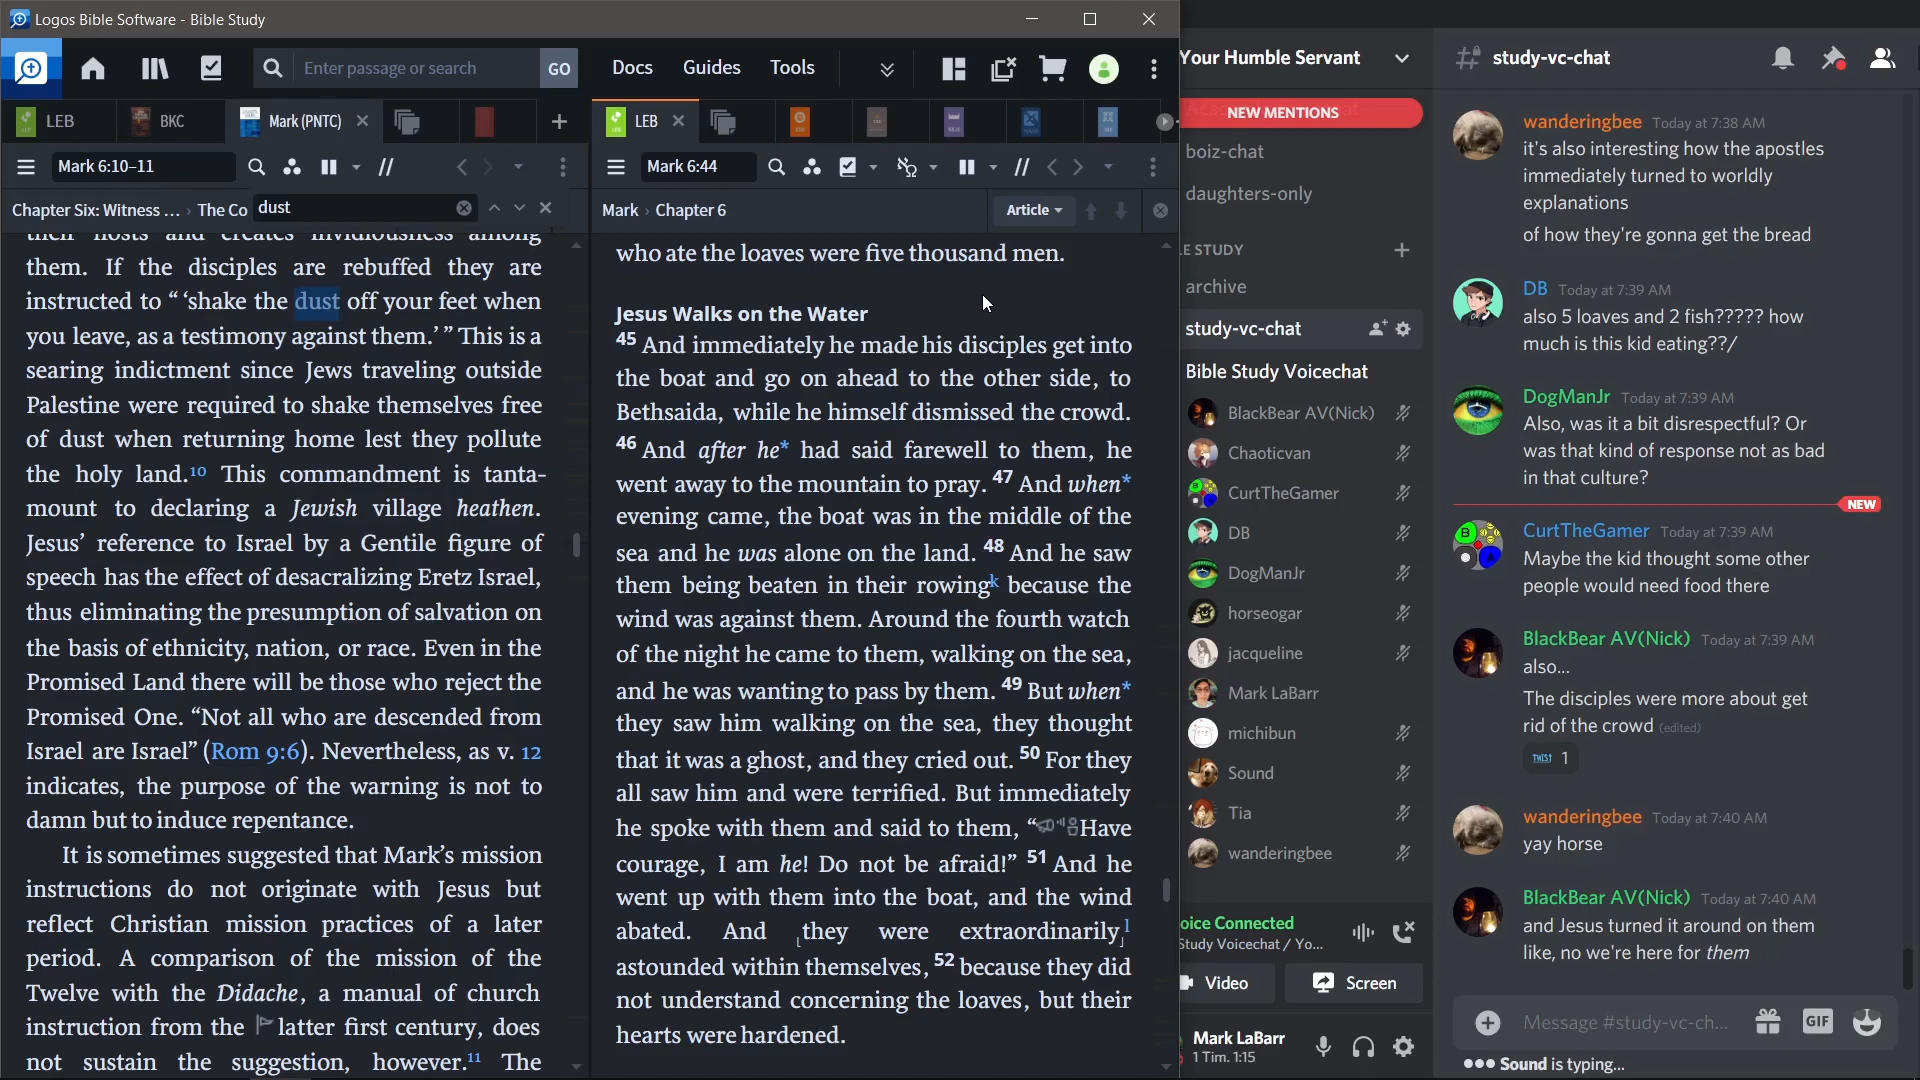 Logos Bible Software - Bible Study
Enter passage or search
GO
Docs
Guides
Tools
LEB
BKC
Mark (PNTC)
LEB
Mark 6:10–11
Mark 6:44
Chapter Six: Witness ... › The Co
dust
Mark › Chapter 6
Article
their hosts and creates invidiousness among
them. If the disciples are rebuffed they are
instructed to “ ‘shake the dust off your feet when
you leave, as a testimony against them.’ ” This is a
searing indictment since Jews traveling outside
Palestine were required to shake themselves free
of dust when returning home lest they pollute
the holy land.10 This commandment is tanta-
mount to declaring a Jewish village heathen.
Jesus’ reference to Israel by a Gentile figure of
speech has the effect of desacralizing Eretz Israel,
thus eliminating the presumption of salvation on
the basis of ethnicity, nation, or race. Even in the
Promised Land there will be those who reject the
Promised One. “Not all who are descended from
Israel are Israel” (Rom 9:6). Nevertheless, as v. 12
indicates, the purpose of the warning is not to
damn but to induce repentance.
It is sometimes suggested that Mark’s mission
instructions do not originate with Jesus but
reflect Christian mission practices of a later
period. A comparison of the mission of the
Twelve with the Didache, a manual of church
instruction from the latter first century, does
not sustain the suggestion, however.11 The
who ate the loaves were five thousand men.
Jesus Walks on the Water
45 And immediately he made his disciples get into
the boat and go on ahead to the other side, to
Bethsaida, while he himself dismissed the crowd.
46 And after he* had said farewell to them, he
went away to the mountain to pray. 47 And when*
evening came, the boat was in the middle of the
sea and he was alone on the land. 48 And he saw
them being beaten in their rowingk because the
wind was against them. Around the fourth watch
of the night he came to them, walking on the sea,
and he was wanting to pass by them. 49 But when*
they saw him walking on the sea, they thought
that it was a ghost, and they cried out. 50 For they
all saw him and were terrified. But immediately
he spoke with them and said to them, “Have
courage, I am he! Do not be afraid!” 51 And he
went up with them into the boat, and the wind
abated. And ⌊they were extraordinarily⌋l
astounded within themselves, 52 because they did
not understand concerning the loaves, but their
hearts were hardened.
Your Humble Servant
NEW MENTIONS
boiz-chat
daughters-only
LE STUDY
archive
study-vc-chat
Bible Study Voicechat
BlackBear AV(Nick)
Chaoticvan
CurtTheGamer
DB
DogManJr
horseogar
jacqueline
Mark LaBarr
michibun
Sound
Tia
wanderingbee
oice Connected
Study Voicechat / Yo...
Video
Screen
Mark LaBarr
1 Tim. 1:15
study-vc-chat
wanderingbee Today at 7:38 AM
it's also interesting how the apostles
immediately turned to worldly
explanations
of how they're gonna get the bread
DB Today at 7:39 AM
also 5 loaves and 2 fish????? how
much is this kid eating??/
DogManJr Today at 7:39 AM
Also, was it a bit disrespectful? Or
was that kind of response not as bad
in that culture?
NEW
CurtTheGamer Today at 7:39 AM
Maybe the kid thought some other
people would need food there
BlackBear AV(Nick) Today at 7:39 AM
also...
The disciples were more about get
rid of the crowd (edited)
TWIST 1
wanderingbee Today at 7:40 AM
yay horse
BlackBear AV(Nick) Today at 7:40 AM
and Jesus turned it around on them
like, no we're here for them
Message #study-vc-ch...
GIF
Sound is typing...